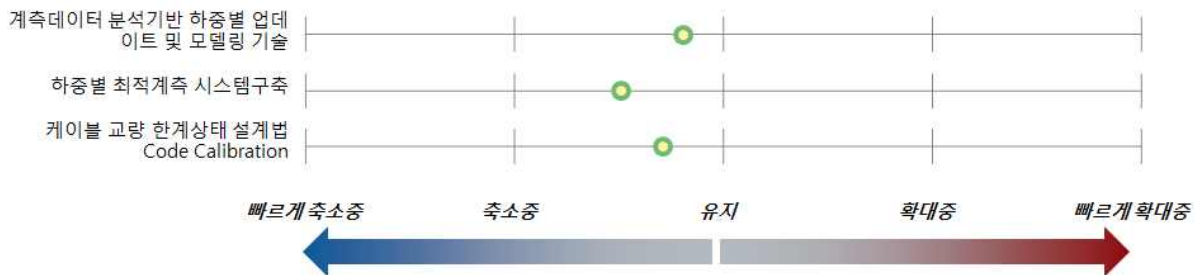 계측데이터 분석기반 하중별 업데
이트 및 모델링 기술
하중별 최적계측 시스템구축
케이블 교량 한계상태 설계법
Code Calibration
빠르게 축소중 축소중 유지 확대중 빠르게 확대중